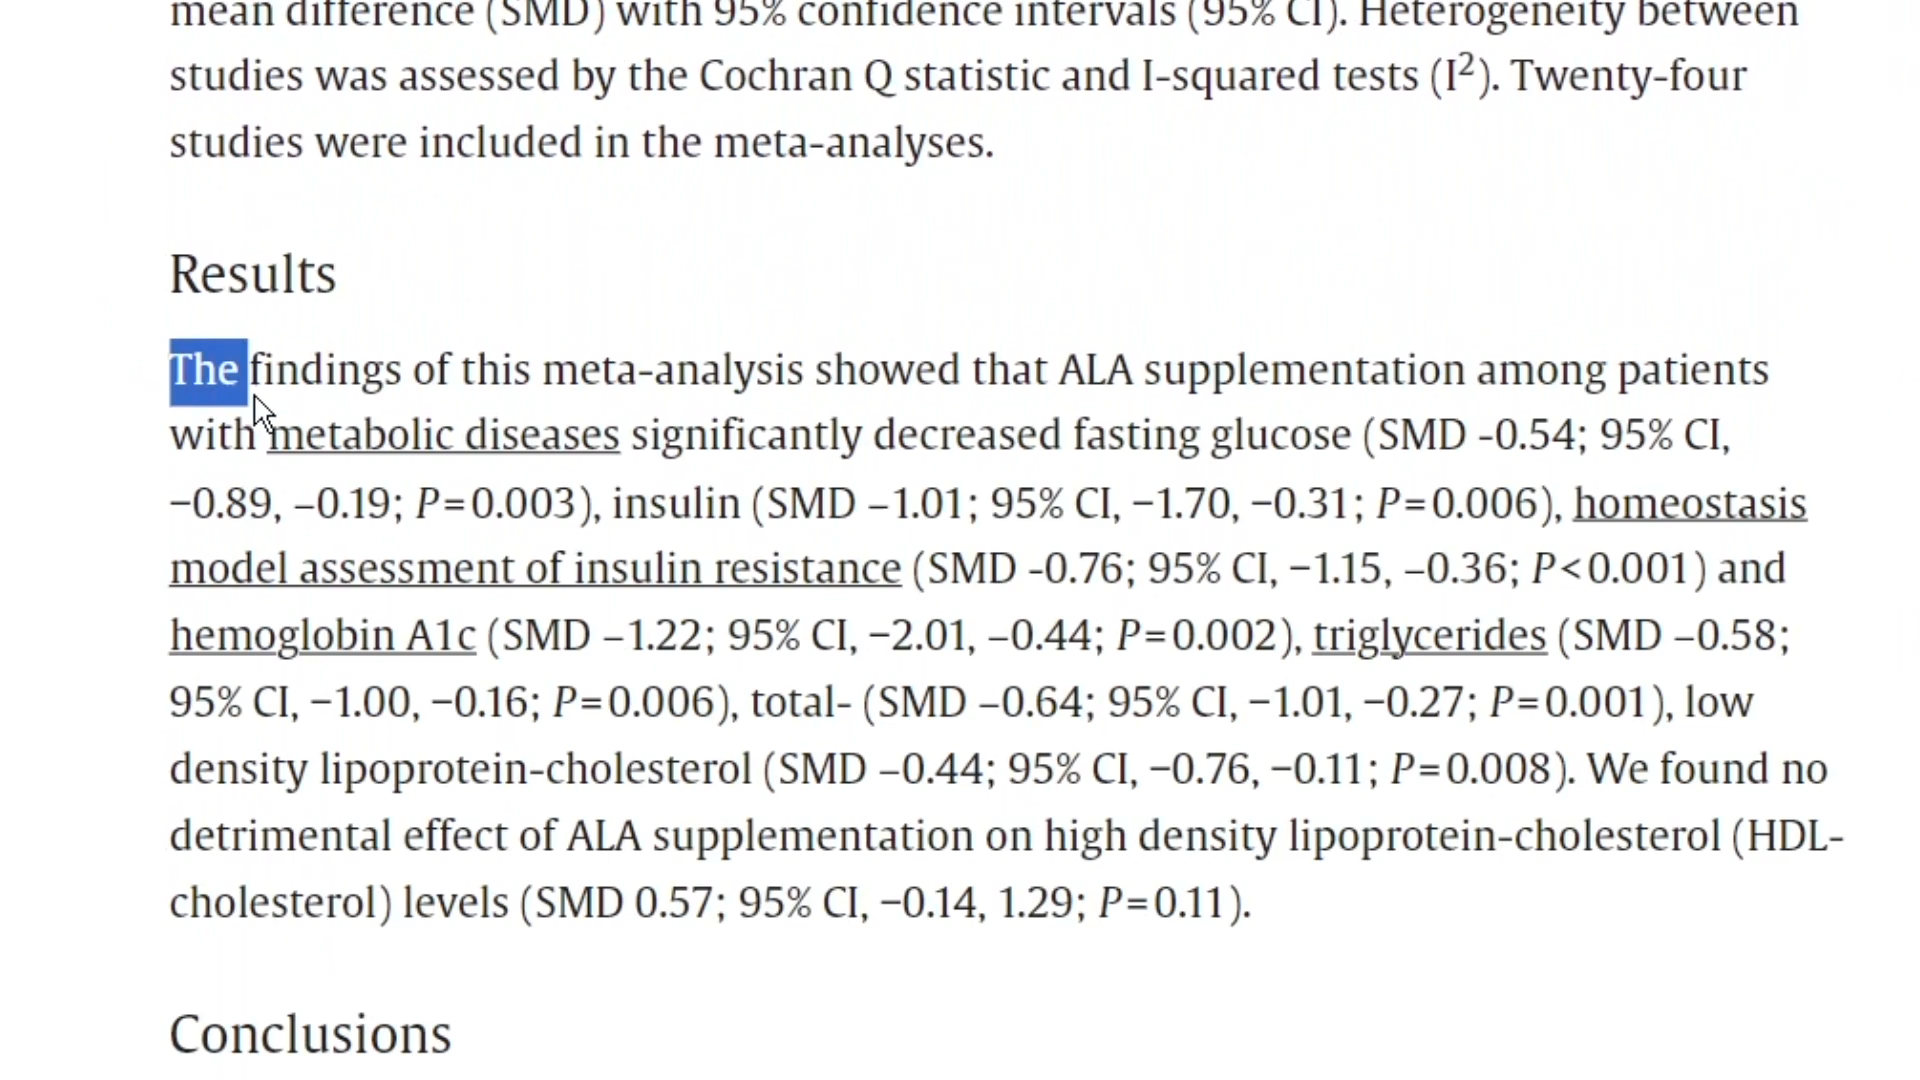 mean difference (SMD) with 95% confidence intervals (95% CI). Heterogeneity between
studies was assessed by the Cochran Q statistic and I-squared tests (I²). Twenty-four
studies were included in the meta-analyses.
Results
The findings of this meta-analysis showed that ALA supplementation among patients
with metabolic diseases significantly decreased fasting glucose (SMD -0.54; 95% CI,
−0.89, −0.19; P=0.003), insulin (SMD −1.01; 95% CI, −1.70, −0.31; P=0.006), homeostasis
model assessment of insulin resistance (SMD -0.76; 95% CI, −1.15, −0.36; P<0.001) and
hemoglobin A1c (SMD −1.22; 95% CI, −2.01, −0.44; P=0.002), triglycerides (SMD −0.58;
95% CI, −1.00, −0.16; P=0.006), total- (SMD −0.64; 95% CI, −1.01, −0.27; P=0.001), low
density lipoprotein-cholesterol (SMD −0.44; 95% CI, −0.76, −0.11; P=0.008). We found no
detrimental effect of ALA supplementation on high density lipoprotein-cholesterol (HDL-
cholesterol) levels (SMD 0.57; 95% CI, −0.14, 1.29; P=0.11).
Conclusions